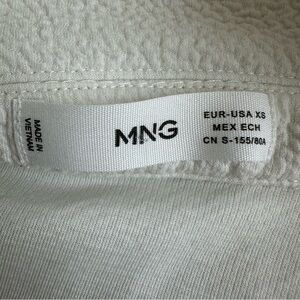 MADE IN
VIETNAM
MNG
EUR-USA XS
MEX ECH
CN S-155/80A